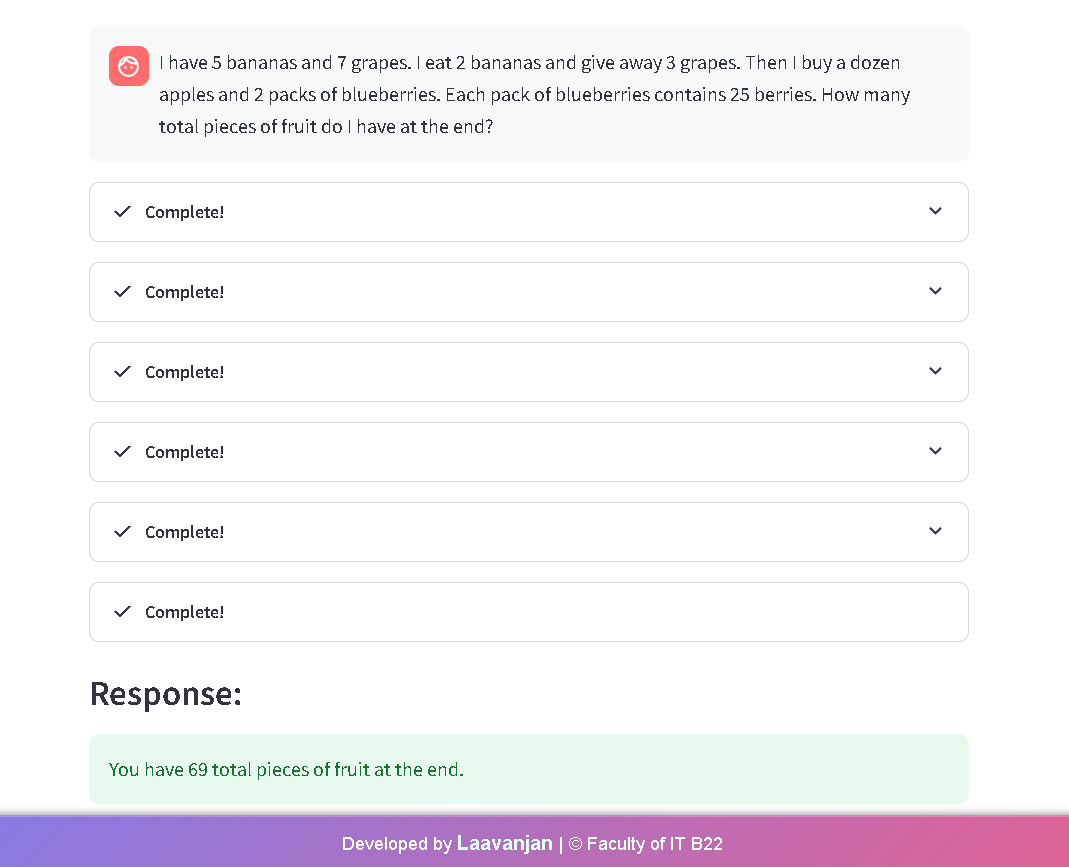 I have 5 bananas and 7 grapes. I eat 2 bananas and give away 3 grapes. Then I buy a dozen
apples and 2 packs of blueberries. Each pack of blueberries contains 25 berries. How many
total pieces of fruit do I have at the end?
Complete!
Complete!
Complete!
Complete!
Complete!
Complete!
Response:
You have 69 total pieces of fruit at the end.
Developed by Laavanjan | © Faculty of IT B22